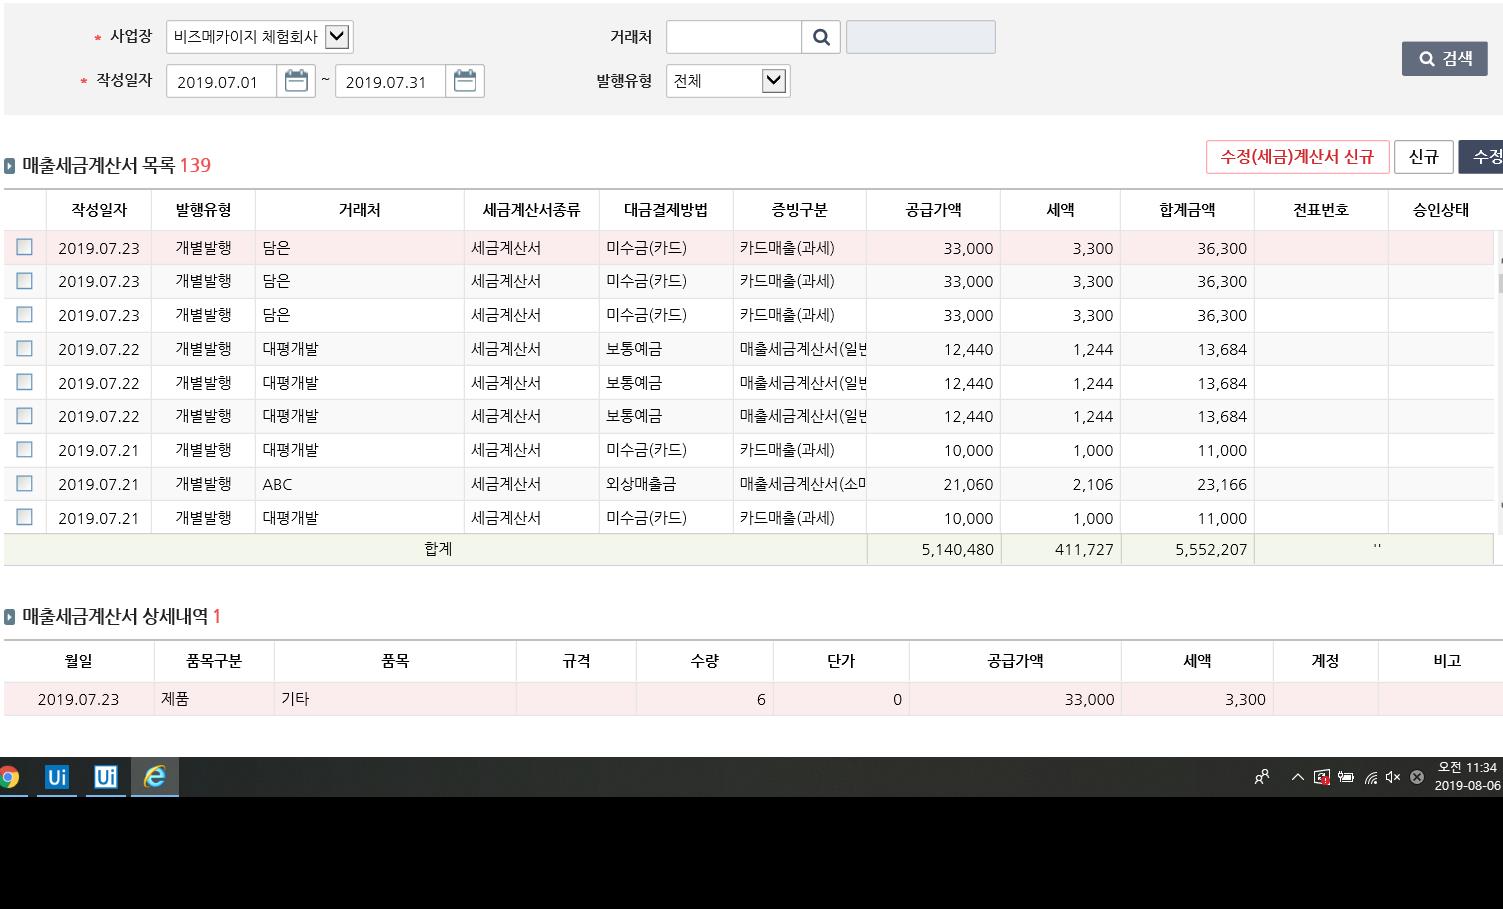 * 사업장 비즈메카이지 체험회사 거래처
검색
* 작성일자 2019.07.01 ~ 2019.07.31 발행유형 전체
매출세금계산서 목록 139 수정(세금)계산서 신규 신규 수정
작성일자 발행유형 거래처 세금계산서종류 대금결제방법 증빙구분 공급가액 세액 합계금액 전표번호 승인상태
2019.07.23 개별발행 담은 세금계산서 미수금(카드) 카드매출(과세) 33,000 3,300 36,300
2019.07.23 개별발행 담은 세금계산서 미수금(카드) 카드매출(과세) 33,000 3,300 36,300
2019.07.23 개별발행 담은 세금계산서 미수금(카드) 카드매출(과세) 33,000 3,300 36,300
2019.07.22 개별발행 대평개발 세금계산서 보통예금 매출세금계산서(일반 12,440 1,244 13,684
2019.07.22 개별발행 대평개발 세금계산서 보통예금 매출세금계산서(일반 12,440 1,244 13,684
2019.07.22 개별발행 대평개발 세금계산서 보통예금 매출세금계산서(일반 12,440 1,244 13,684
2019.07.21 개별발행 대평개발 세금계산서 미수금(카드) 카드매출(과세) 10,000 1,000 11,000
2019.07.21 개별발행 ABC 세금계산서 외상매출금 매출세금계산서(소매 21,060 2,106 23,166
2019.07.21 개별발행 대평개발 세금계산서 미수금(카드) 카드매출(과세) 10,000 1,000 11,000
합계 5,140,480 411,727 5,552,207 ''
매출세금계산서 상세내역 1
월일 품목구분 품목 규격 수량 단가 공급가액 세액 계정 비고
2019.07.23 제품 기타 6 0 33,000 3,300
Ui Ui 오전 11:34
2019-08-06